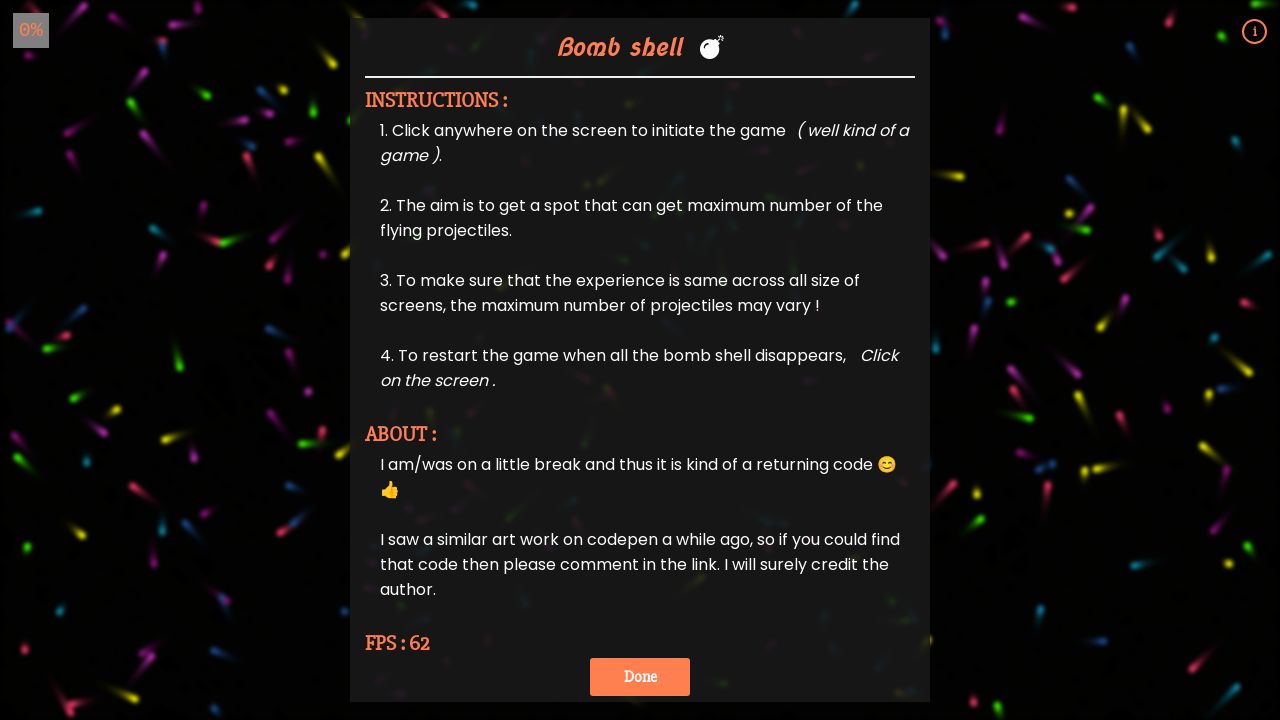 0%
i
Bomb shell 💣
INSTRUCTIONS :
1. Click anywhere on the screen to initiate the game ( well kind of a
game ).
2. The aim is to get a spot that can get maximum number of the
flying projectiles.
3. To make sure that the experience is same across all size of
screens, the maximum number of projectiles may vary !
4. To restart the game when all the bomb shell disappears, Click
on the screen .
ABOUT :
I am/was on a little break and thus it is kind of a returning code 😊
👍
I saw a similar art work on codepen a while ago, so if you could find
that code then please comment in the link. I will surely credit the
author.
FPS : 62
Done